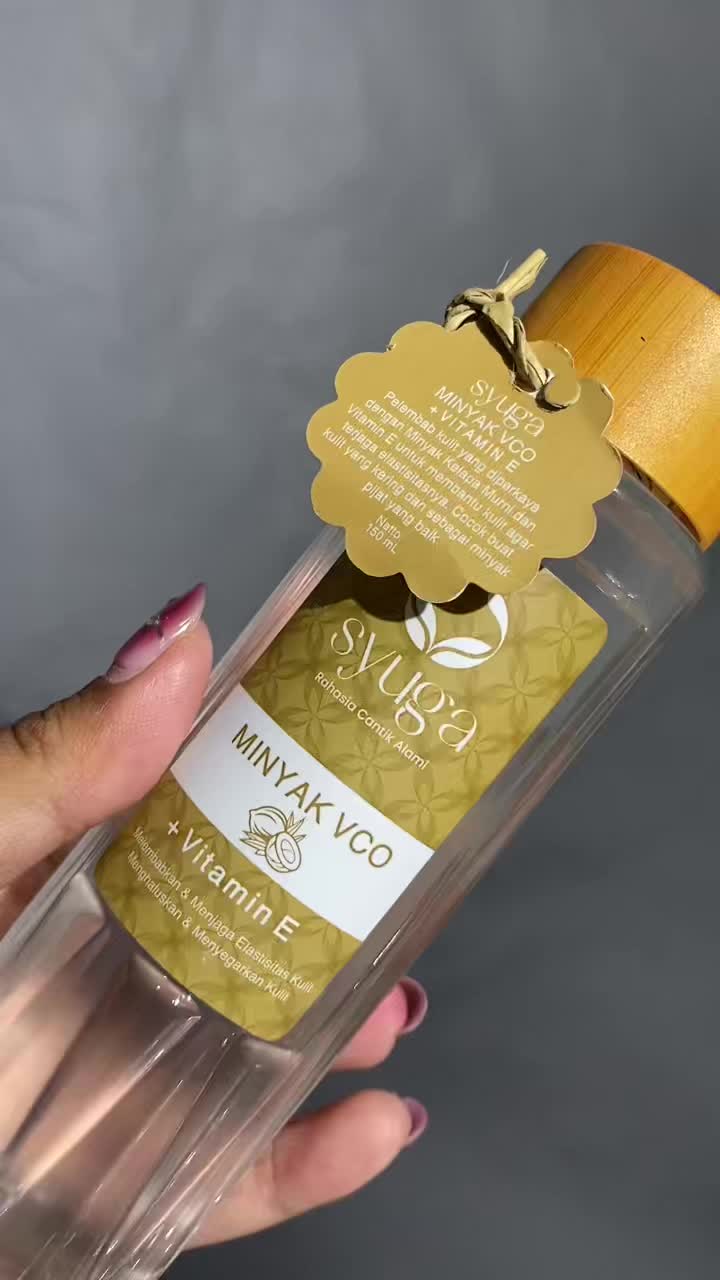 syuga
MINYAK VCO
+ VITAMIN E
Pelembab kulit yang diparkaya
dengan Minyak Kelapa Murni dan
Vitamin E untuk membantu kulit agar
terjaga elastisitasnya. Cocok buat
kulit yang kering dan sebagai minyak
pijat yang baik.
Netto
150 mL
syuga
Rahasia Cantik Alami
MINYAK VCO
+ Vitamin E
Melembabkan & Menjaga Elastisitas Kulit
Menghaluskan & Menyegarkan Kulit